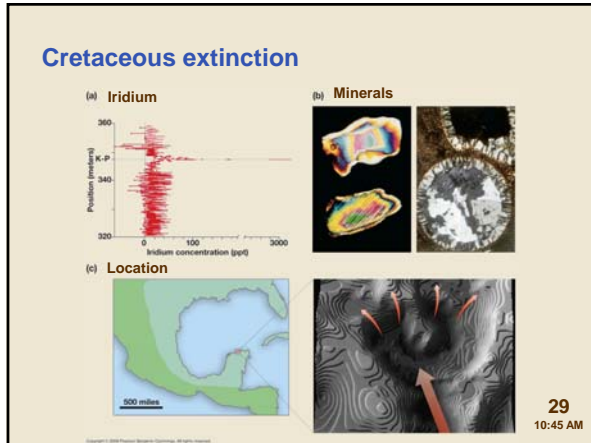 Cretaceous extinction
(a) Iridium
360
K-P
340
320
Position (meters)
0 100 3000
Iridium concentration (ppt)
(b) Minerals
(c) Location
500 miles
29
10:45 AM